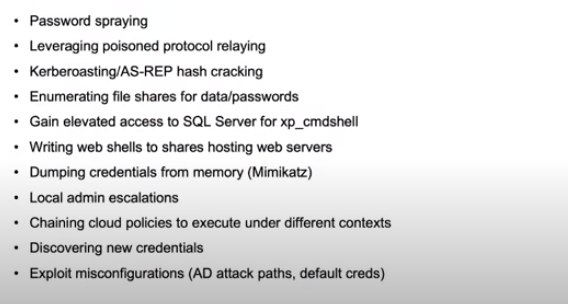 • Password spraying
• Leveraging poisoned protocol relaying
• Kerberoasting/AS-REP hash cracking
• Enumerating file shares for data/passwords
• Gain elevated access to SQL Server for xp_cmdshell
• Writing web shells to shares hosting web servers
• Dumping credentials from memory (Mimikatz)
• Local admin escalations
• Chaining cloud policies to execute under different contexts
• Discovering new credentials
• Exploit misconfigurations (AD attack paths, default creds)